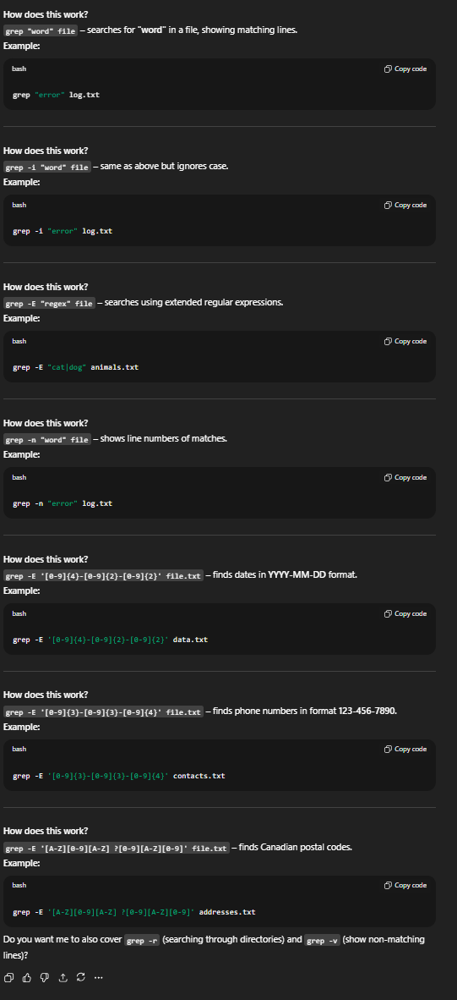 How does this work?
grep "word" file – searches for "word" in a file, showing matching lines.
Example:
bash
Copy code
grep "error" log.txt
How does this work?
grep -i "word" file – same as above but ignores case.
Example:
bash
Copy code
grep -i "error" log.txt
How does this work?
grep -E "regex" file – searches using extended regular expressions.
Example:
bash
Copy code
grep -E "cat|dog" animals.txt
How does this work?
grep -n "word" file – shows line numbers of matches.
Example:
bash
Copy code
grep -n "error" log.txt
How does this work?
grep -E '[0-9]{4}-[0-9]{2}-[0-9]{2}' file.txt – finds dates in YYYY-MM-DD format.
Example:
bash
Copy code
grep -E '[0-9]{4}-[0-9]{2}-[0-9]{2}' data.txt
How does this work?
grep -E '[0-9]{3}-[0-9]{3}-[0-9]{4}' file.txt – finds phone numbers in format 123-456-7890.
Example:
bash
Copy code
grep -E '[0-9]{3}-[0-9]{3}-[0-9]{4}' contacts.txt
How does this work?
grep -E '[A-Z][0-9][A-Z] ?[0-9][A-Z][0-9]' file.txt – finds Canadian postal codes.
Example:
bash
Copy code
grep -E '[A-Z][0-9][A-Z] ?[0-9][A-Z][0-9]' addresses.txt
Do you want me to also cover grep -r (searching through directories) and grep -v (show non-matching
lines)?